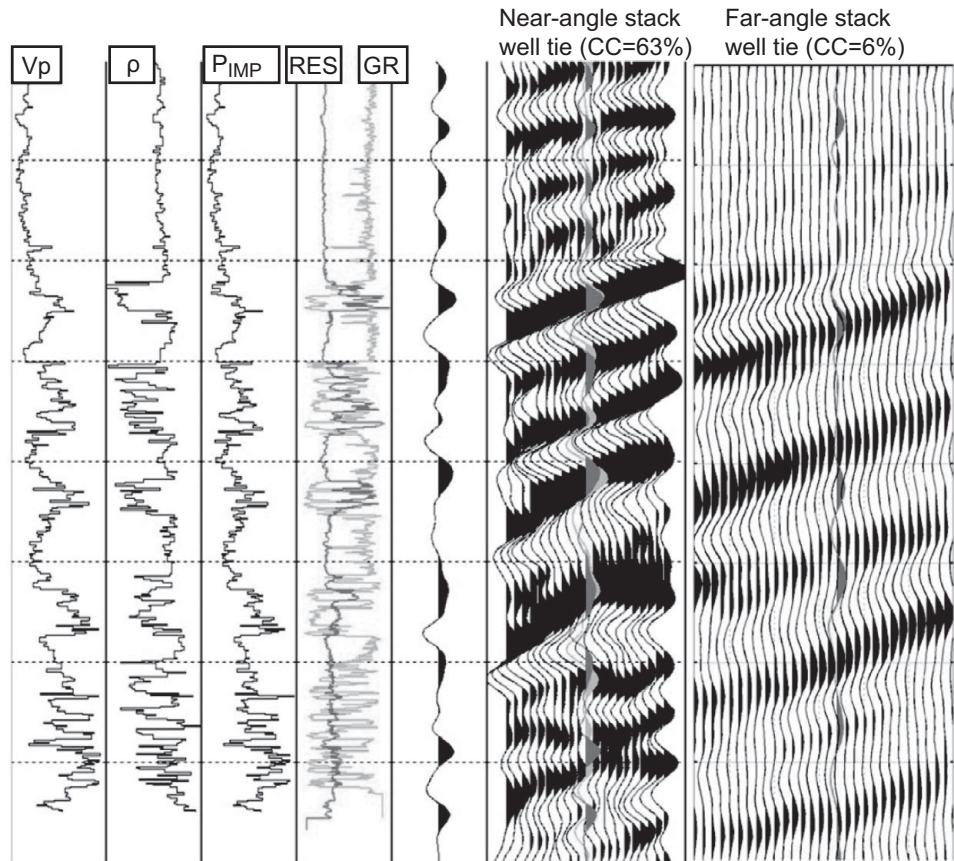 Near-angle stack
well tie (CC=63%)
Far-angle stack
well tie (CC=6%)
Vp
ρ
PIMP
RES
GR